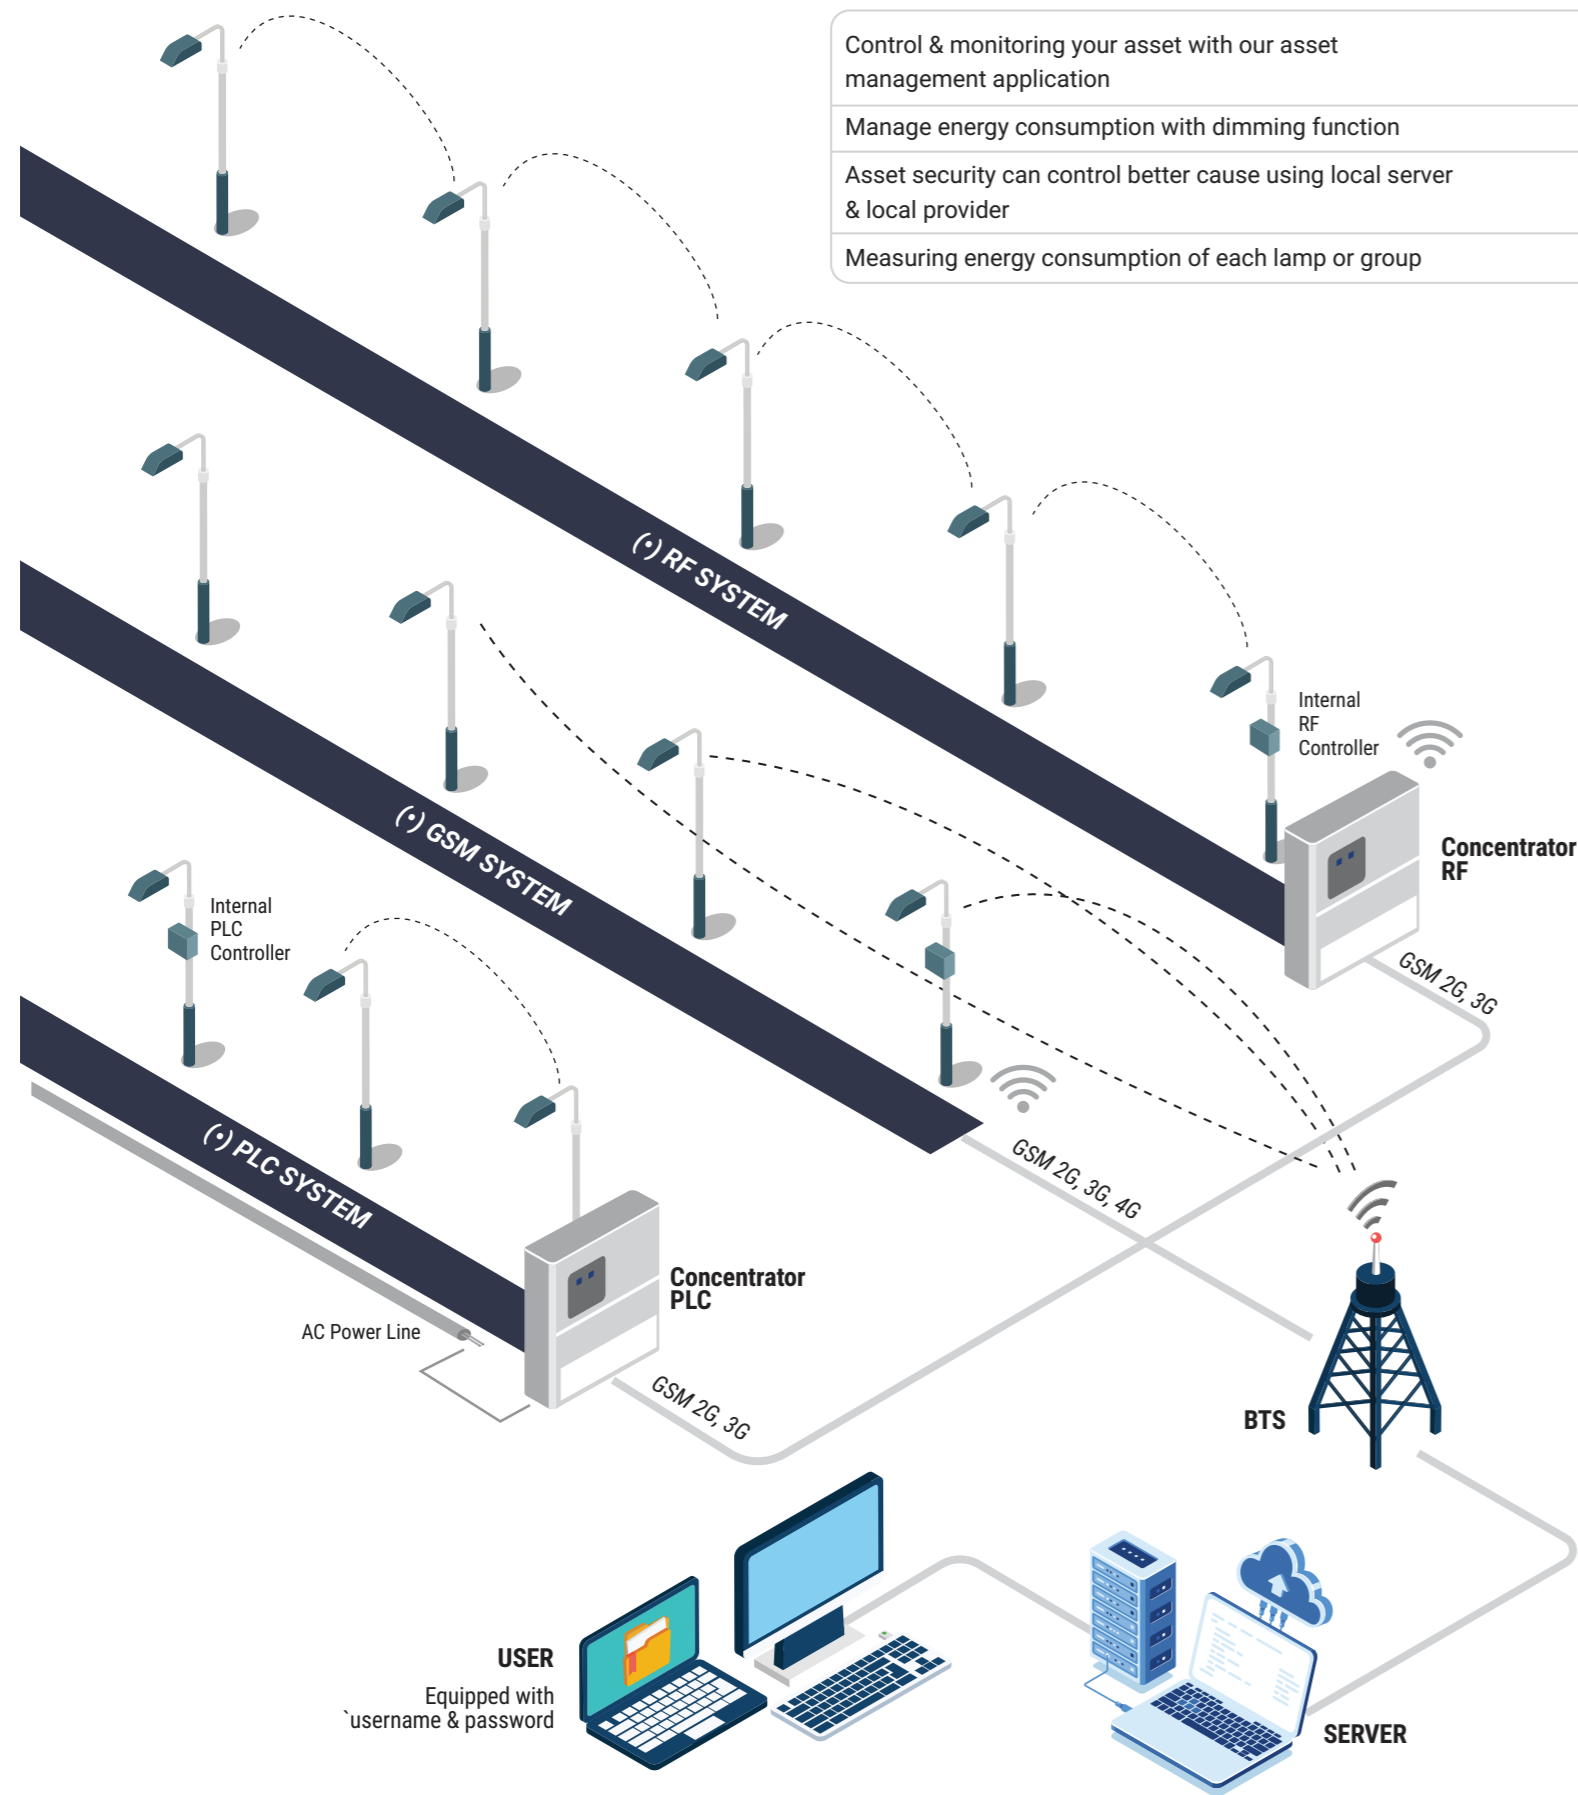 Control & monitoring your asset with our asset
management application
Manage energy consumption with dimming function
Asset security can control better cause using local server
& local provider
Measuring energy consumption of each lamp or group
(•) RF SYSTEM
Internal
RF
Controller
Concentrator
RF
GSM 2G, 3G
(•) GSM SYSTEM
GSM 2G, 3G, 4G
Internal
PLC
Controller
(•) PLC SYSTEM
Concentrator
PLC
AC Power Line
GSM 2G, 3G
BTS
USER
Equipped with
`username & password
SERVER